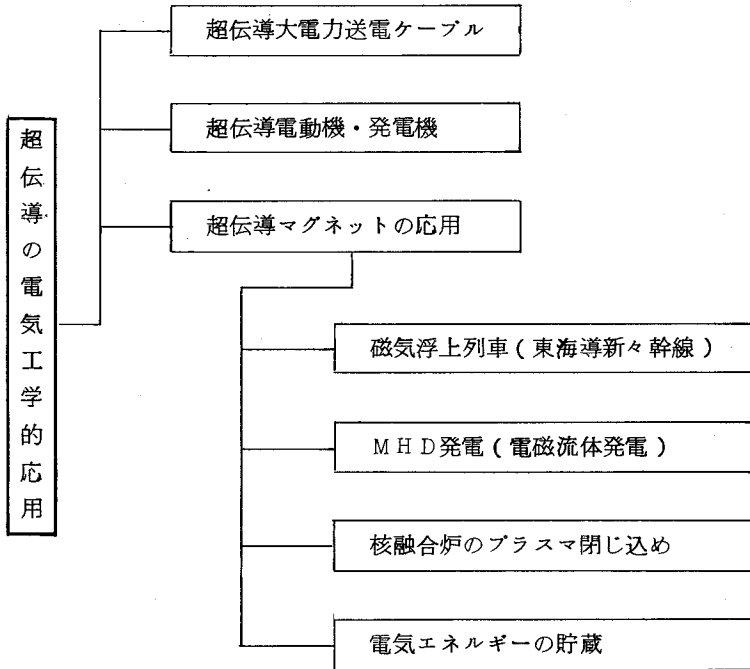 超伝導の電気工学的応用
超伝導大電力送電ケーブル
超伝導電動機・発電機
超伝導マグネットの応用
磁気浮上列車(東海導新々幹線)
MHD発電(電磁流体発電)
核融合炉のプラスマ閉じ込め
電気エネルギーの貯蔵